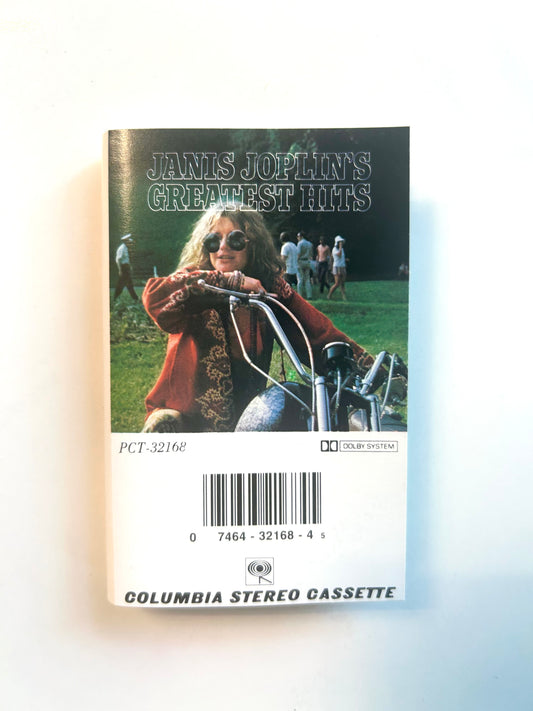 JANIS JOPLIN'S
GREATEST HITS
PCT-32168
DOLBY SYSTEM
0 7464-32168-4 5
COLUMBIA STEREO CASSETTE